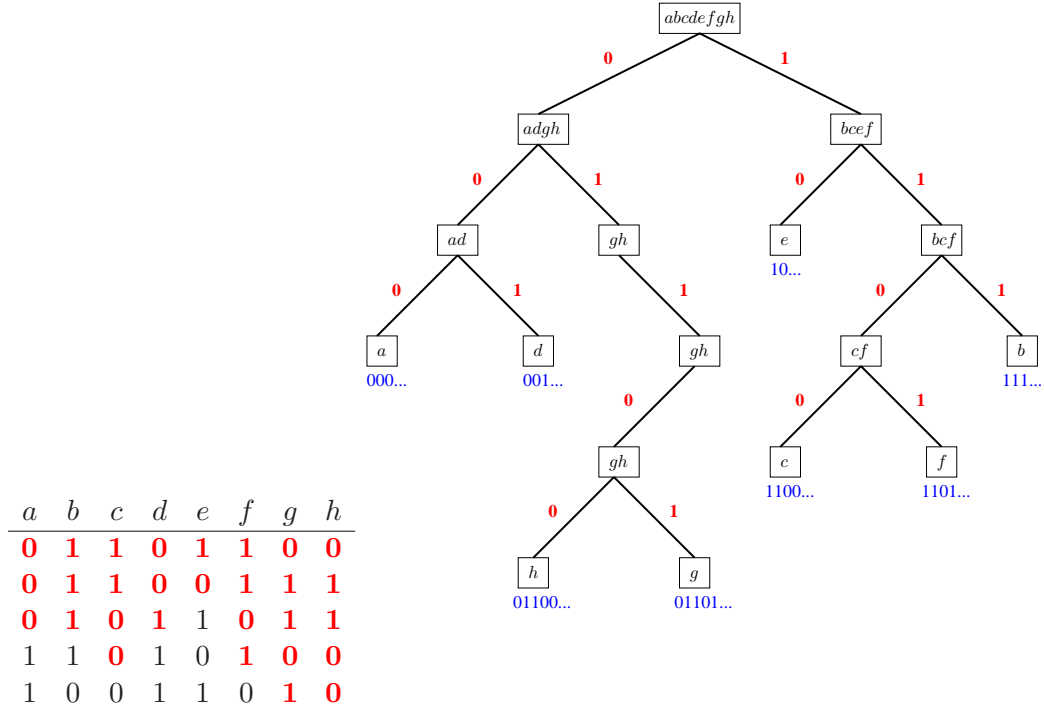 abcdefgh
0 1
adgh bcef
0 1 0 1
ad gh e bcf
10...
0 1 1 0 1
a d gh cf b
000... 001... 111...
0 0 1
gh c f
1100... 1101...
a b c d e f g h
0 1
0 1 1 0 1 1 0 0
h g
0 1 1 0 0 1 1 1
01100... 01101...
0 1 0 1 1 0 1 1
1 1 0 1 0 1 0 0
1 0 0 1 1 0 1 0